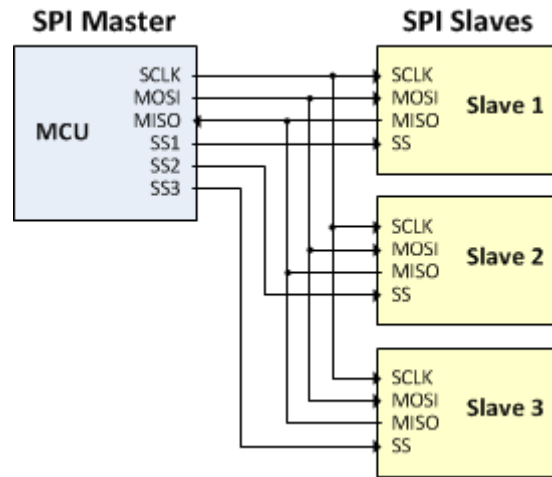 SPI Master
SPI Slaves
MCU
SCLK
MOSI
MISO
SS1
SS2
SS3
SCLK
MOSI
MISO
SS
Slave 1
SCLK
MOSI
MISO
SS
Slave 2
SCLK
MOSI
MISO
SS
Slave 3